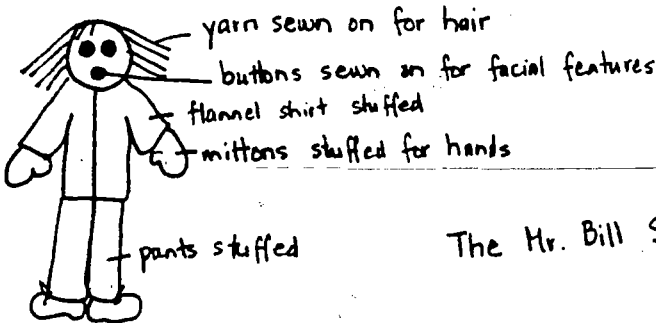 yarn sewn on for hair
buttons sewn on for facial features
flannel shirt stuffed
mittons stuffed for hands
pants stuffed
The Mr. Bill